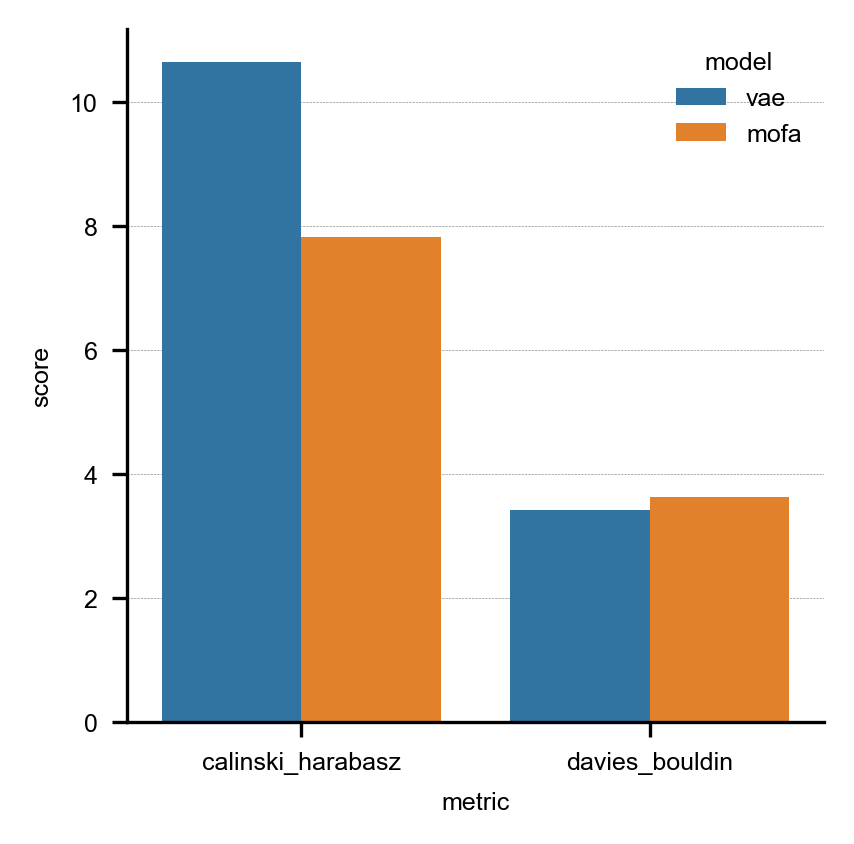 model
vae
mofa
10
8
6
4
2
0
score
calinski_harabasz
davies_bouldin
metric